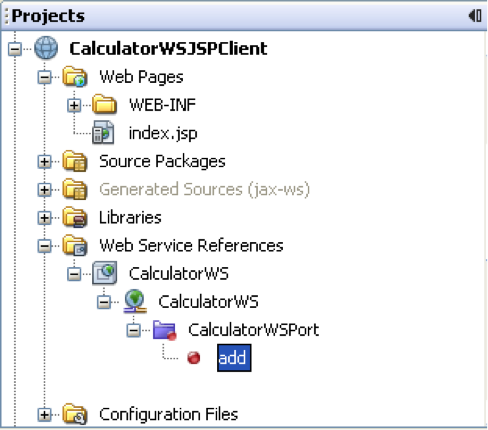 Projects
CalculatorWSJSPClient
Web Pages
WEB-INF
index.jsp
Source Packages
Generated Sources (jax-ws)
Libraries
Web Service References
CalculatorWS
CalculatorWS
CalculatorWSPort
add
Configuration Files